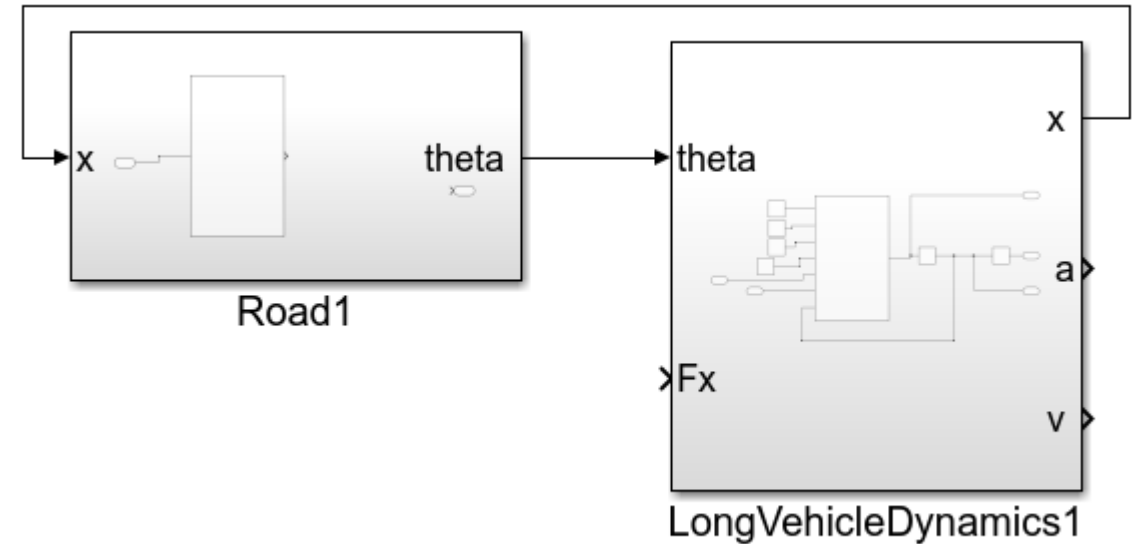 x
theta
Road1
theta
Fx
x
a
v
LongVehicleDynamics1